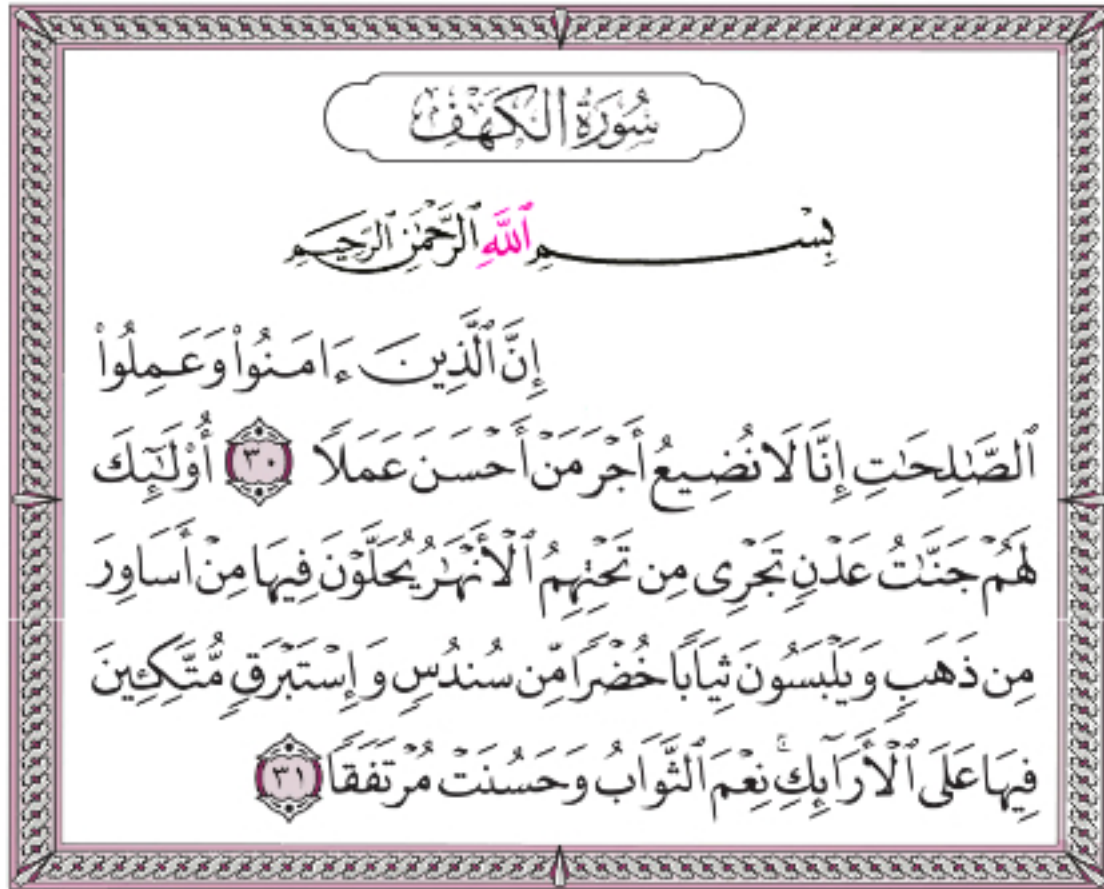 سُورَةُ الْكَهْفِ
بِسْمِ ٱللَّهِ ٱلرَّحْمَٰنِ ٱلرَّحِيمِ
إِنَّ ٱلَّذِينَ ءَامَنُوا۟ وَعَمِلُوا۟
ٱلصَّٰلِحَٰتِ إِنَّا لَا نُضِيعُ أَجْرَ مَنْ أَحْسَنَ عَمَلًا ٣٠ أُو۟لَٰٓئِكَ
لَهُمْ جَنَّٰتُ عَدْنٍ تَجْرِى مِن تَحْتِهِمُ ٱلْأَنْهَٰرُ يُحَلَّوْنَ فِيهَا مِنْ أَسَاوِرَ
مِن ذَهَبٍ وَيَلْبَسُونَ ثِيَابًا خُضْرًا مِّن سُندُسٍ وَإِسْتَبْرَقٍ مُّتَّكِـِٔينَ
فِيهَا عَلَى ٱلْأَرَآئِكِ ۚ نِعْمَ ٱلثَّوَابُ وَحَسُنَتْ مُرْتَفَقًا ٣١